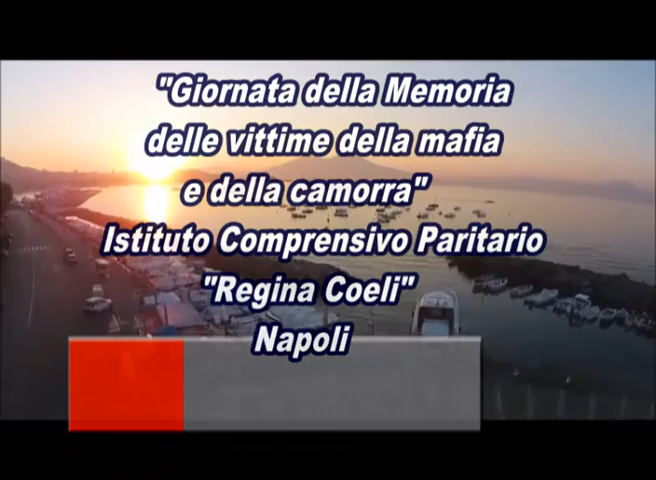 "Giornata della Memoria
delle vittime della mafia
e della camorra"
Istituto Comprensivo Paritario
"Regina Coeli"
Napoli